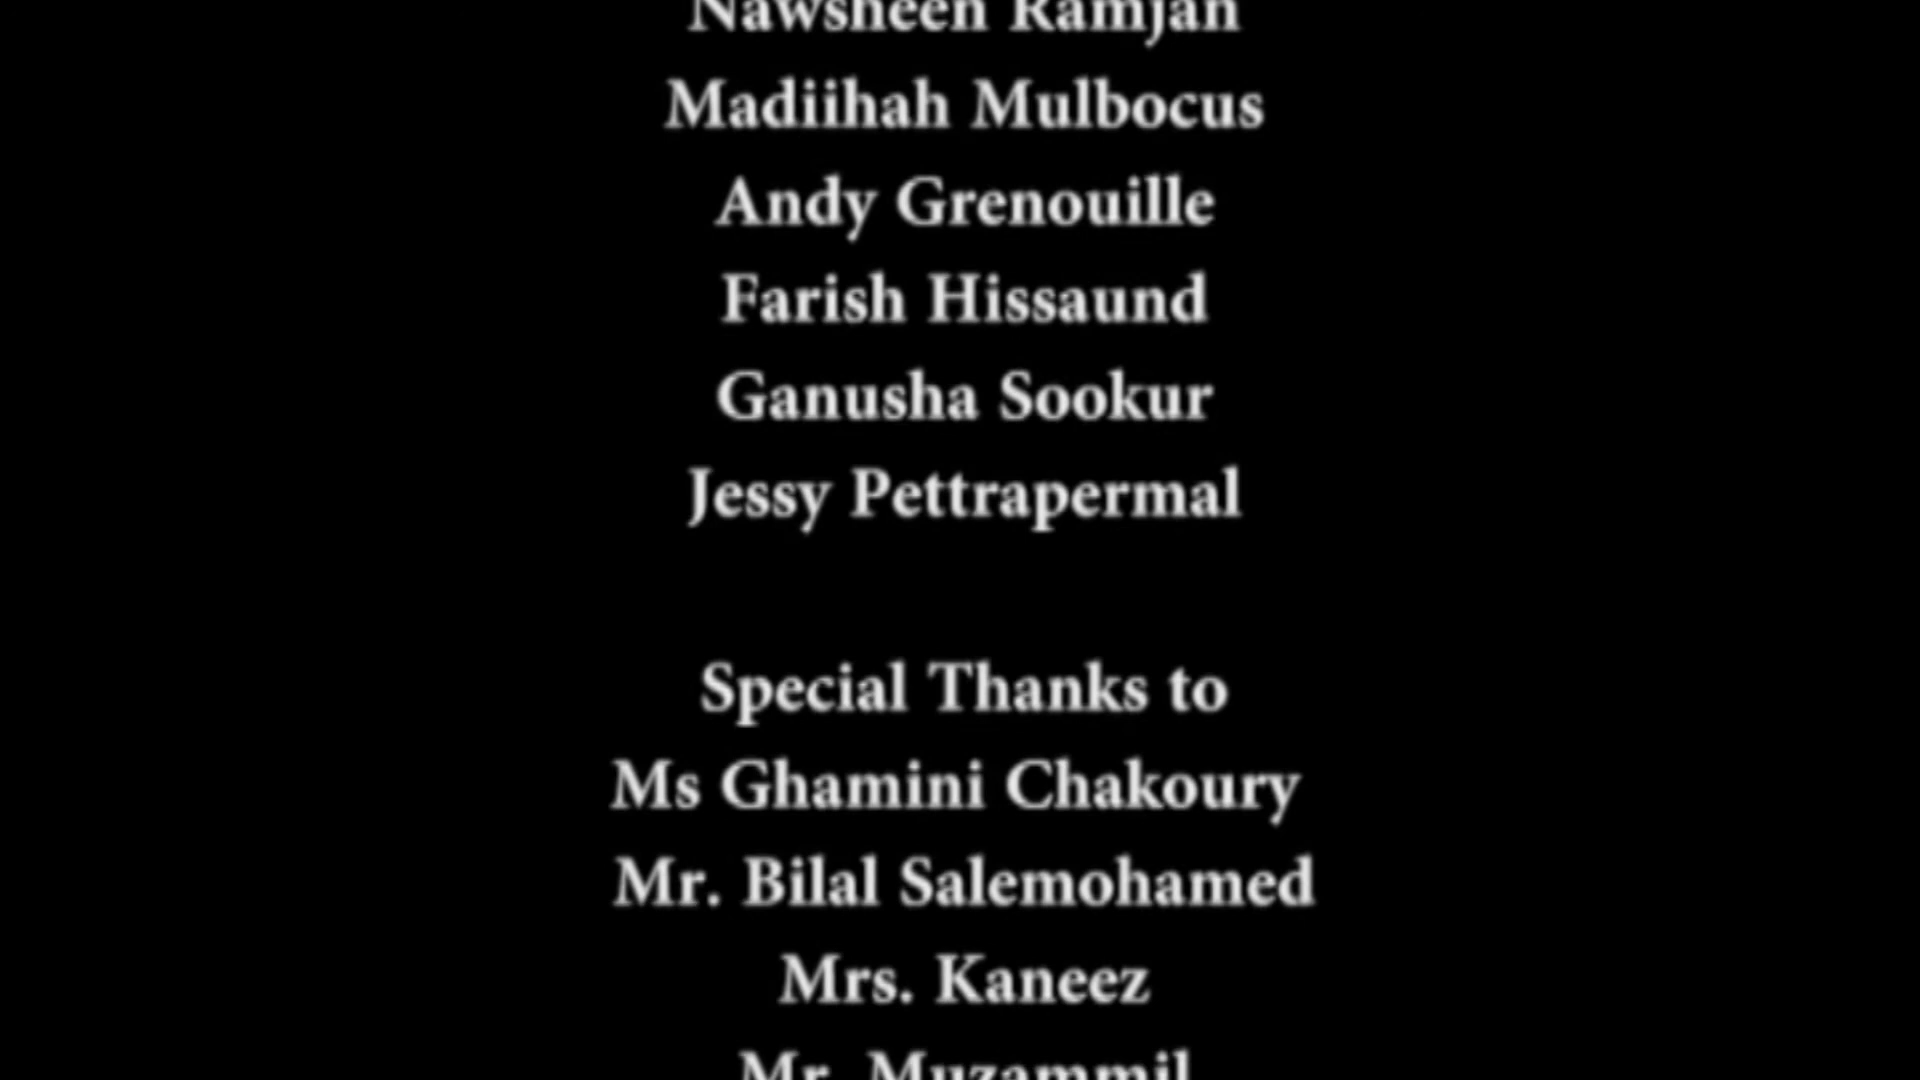 Nawsheen Ramjan
Madiihah Mulbocus
Andy Grenouille
Farish Hissaund
Ganusha Sookur
Jessy Pettrapermal
Special Thanks to
Ms Ghamini Chakoury
Mr. Bilal Salemohamed
Mrs. Kaneez
Mr. Muzammil